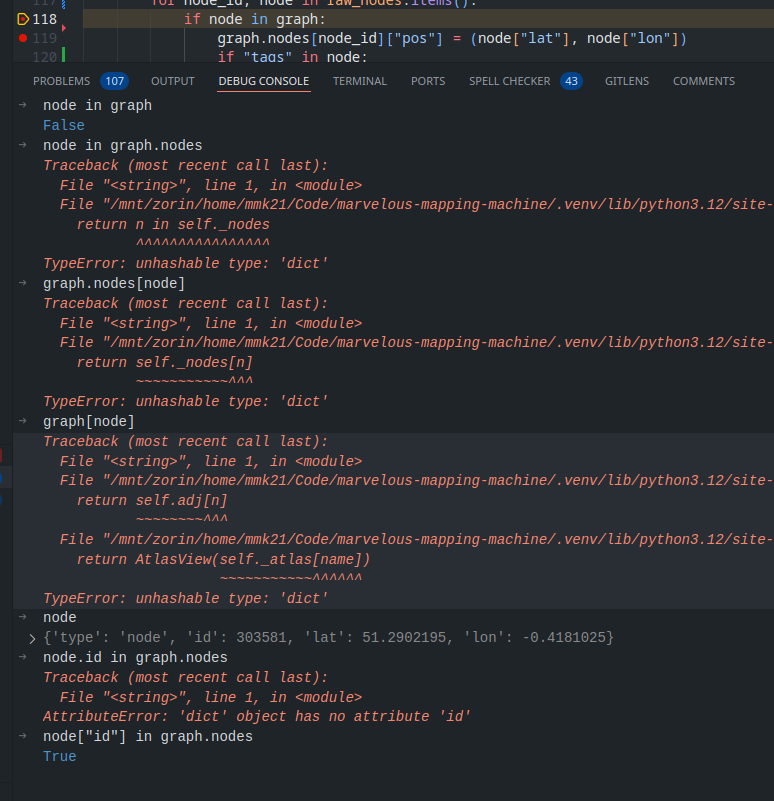 117 for node_id, node in raw_nodes.items():
118 if node in graph:
119 graph.nodes[node_id]["pos"] = (node["lat"], node["lon"])
120 if "tags" in node:
PROBLEMS 107 OUTPUT DEBUG CONSOLE TERMINAL PORTS SPELL CHECKER 43 GITLENS COMMENTS
→ node in graph
False
→ node in graph.nodes
Traceback (most recent call last):
File "<string>", line 1, in <module>
File "/mnt/zorin/home/mmk21/Code/marvelous-mapping-machine/.venv/lib/python3.12/site-
return n in self._nodes
^^^^^^^^^^^^^^^^
TypeError: unhashable type: 'dict'
→ graph.nodes[node]
Traceback (most recent call last):
File "<string>", line 1, in <module>
File "/mnt/zorin/home/mmk21/Code/marvelous-mapping-machine/.venv/lib/python3.12/site-
return self._nodes[n]
~~~~~~~~~~~^^^
TypeError: unhashable type: 'dict'
→ graph[node]
Traceback (most recent call last):
File "<string>", line 1, in <module>
File "/mnt/zorin/home/mmk21/Code/marvelous-mapping-machine/.venv/lib/python3.12/site-
return self.adj[n]
~~~~~~~~^^^
File "/mnt/zorin/home/mmk21/Code/marvelous-mapping-machine/.venv/lib/python3.12/site-
return AtlasView(self._atlas[name])
~~~~~~~~~~~^^^^^^
TypeError: unhashable type: 'dict'
→ node
> {'type': 'node', 'id': 303581, 'lat': 51.2902195, 'lon': -0.4181025}
→ node.id in graph.nodes
Traceback (most recent call last):
File "<string>", line 1, in <module>
AttributeError: 'dict' object has no attribute 'id'
→ node["id"] in graph.nodes
True